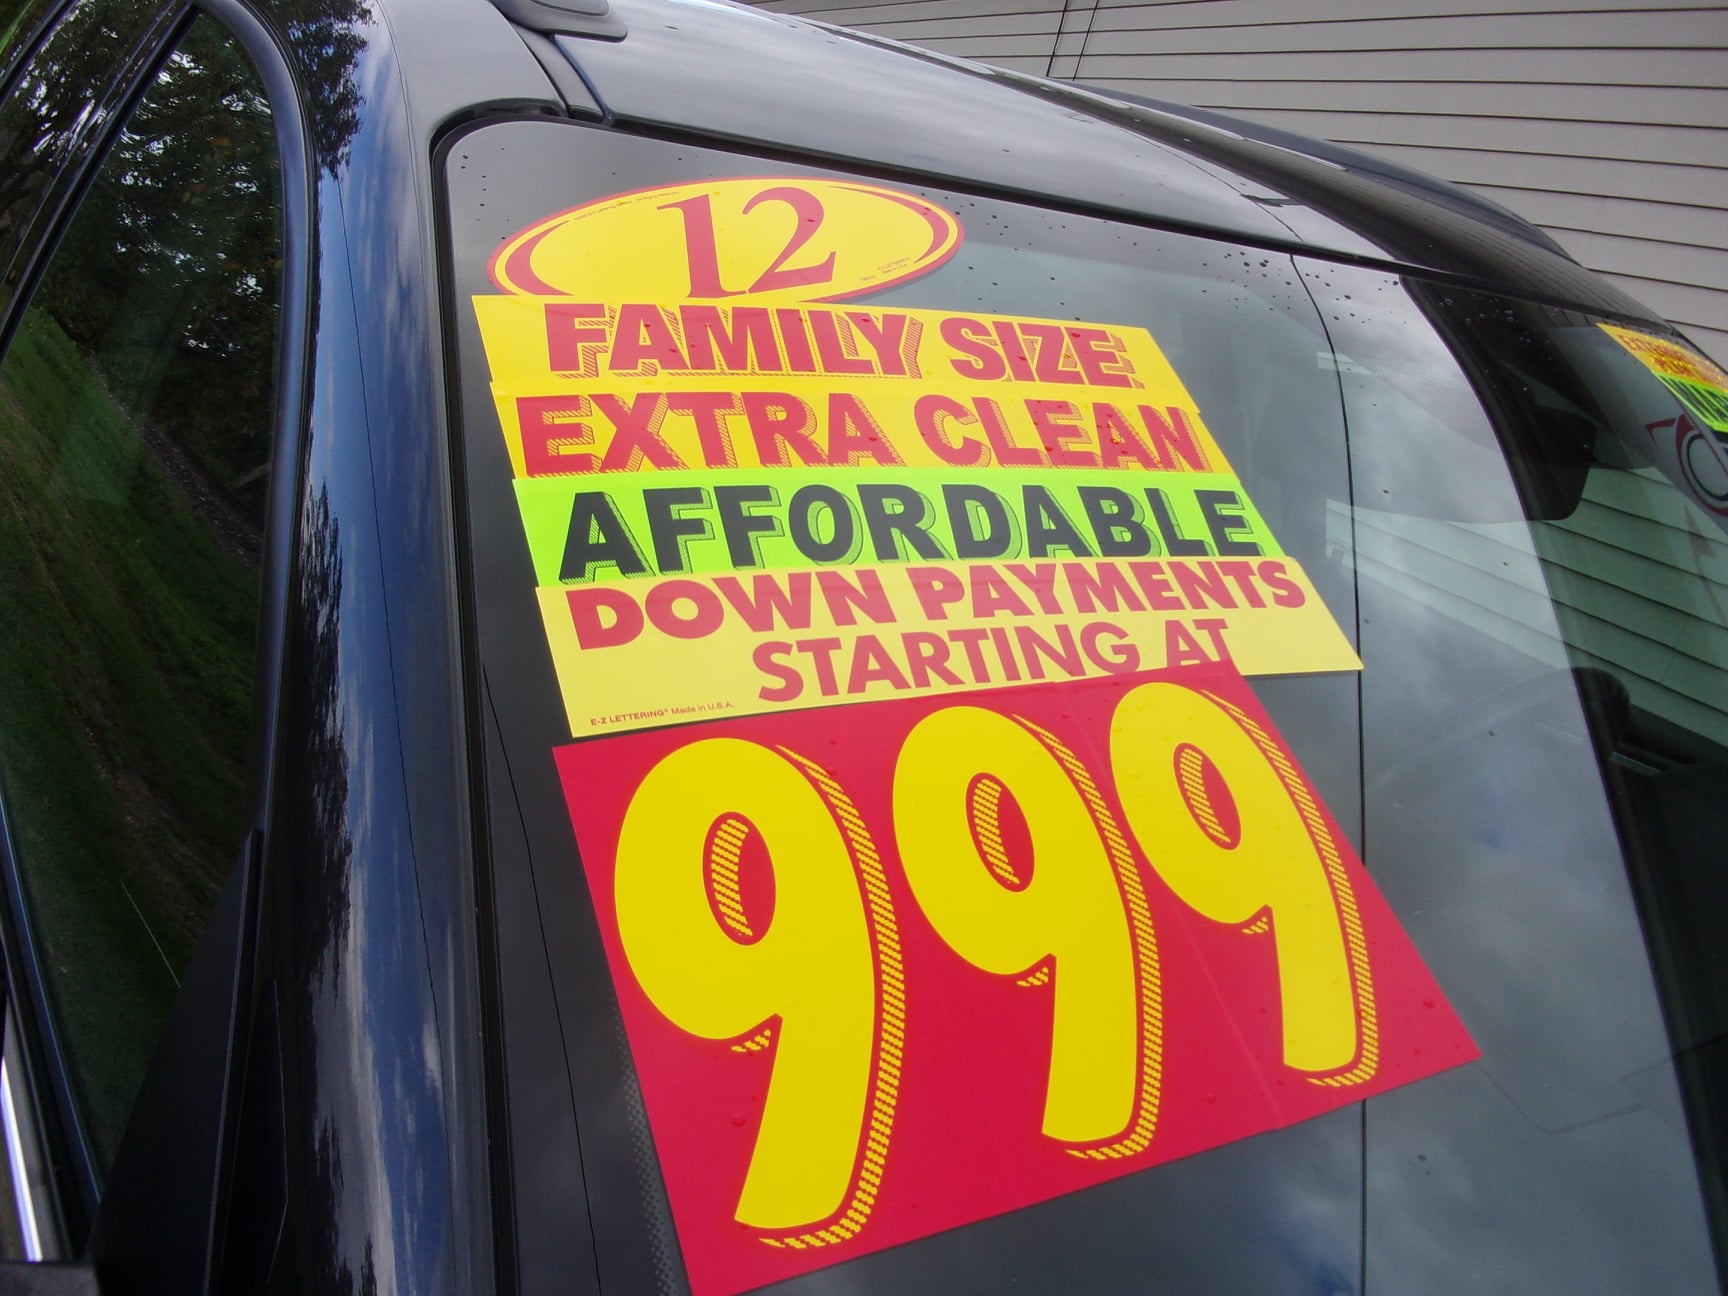 12
FAMILY SIZE
EXTRA CLEAN
AFFORDABLE
DOWN PAYMENTS
STARTING AT
E-Z LETTERING® Made in U.S.A.
999